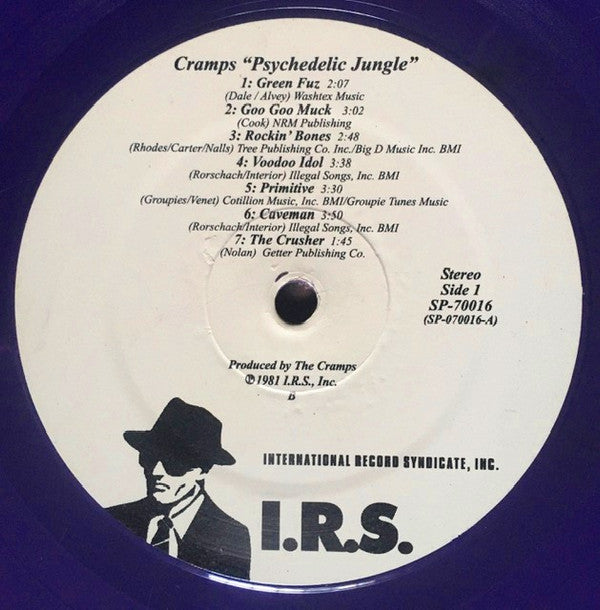 Cramps “Psychedelic Jungle”
1: Green Fuz 2:07
(Dale / Alvey) Washtex Music
2: Goo Goo Muck 3:02
(Cook) NRM Publishing
3: Rockin’ Bones 2:48
(Rhodes/Carter/Nalls) Tree Publishing Co. Inc./Big D Music Inc. BMI
4: Voodoo Idol 3:38
(Rorschach/Interior) Illegal Songs, Inc. BMI
5: Primitive 3:30
(Groupies/Venet) Cotillion Music, Inc. BMI/Groupie Tunes Music
6: Caveman 3:50
(Rorschach/Interior) Illegal Songs, Inc. BMI
7: The Crusher 1:45
(Nolan) Getter Publishing Co.
Stereo
Side 1
SP-70016
(SP-070016-A)
Produced by The Cramps
℗1981 I.R.S., Inc.
B
INTERNATIONAL RECORD SYNDICATE, INC.
I.R.S.